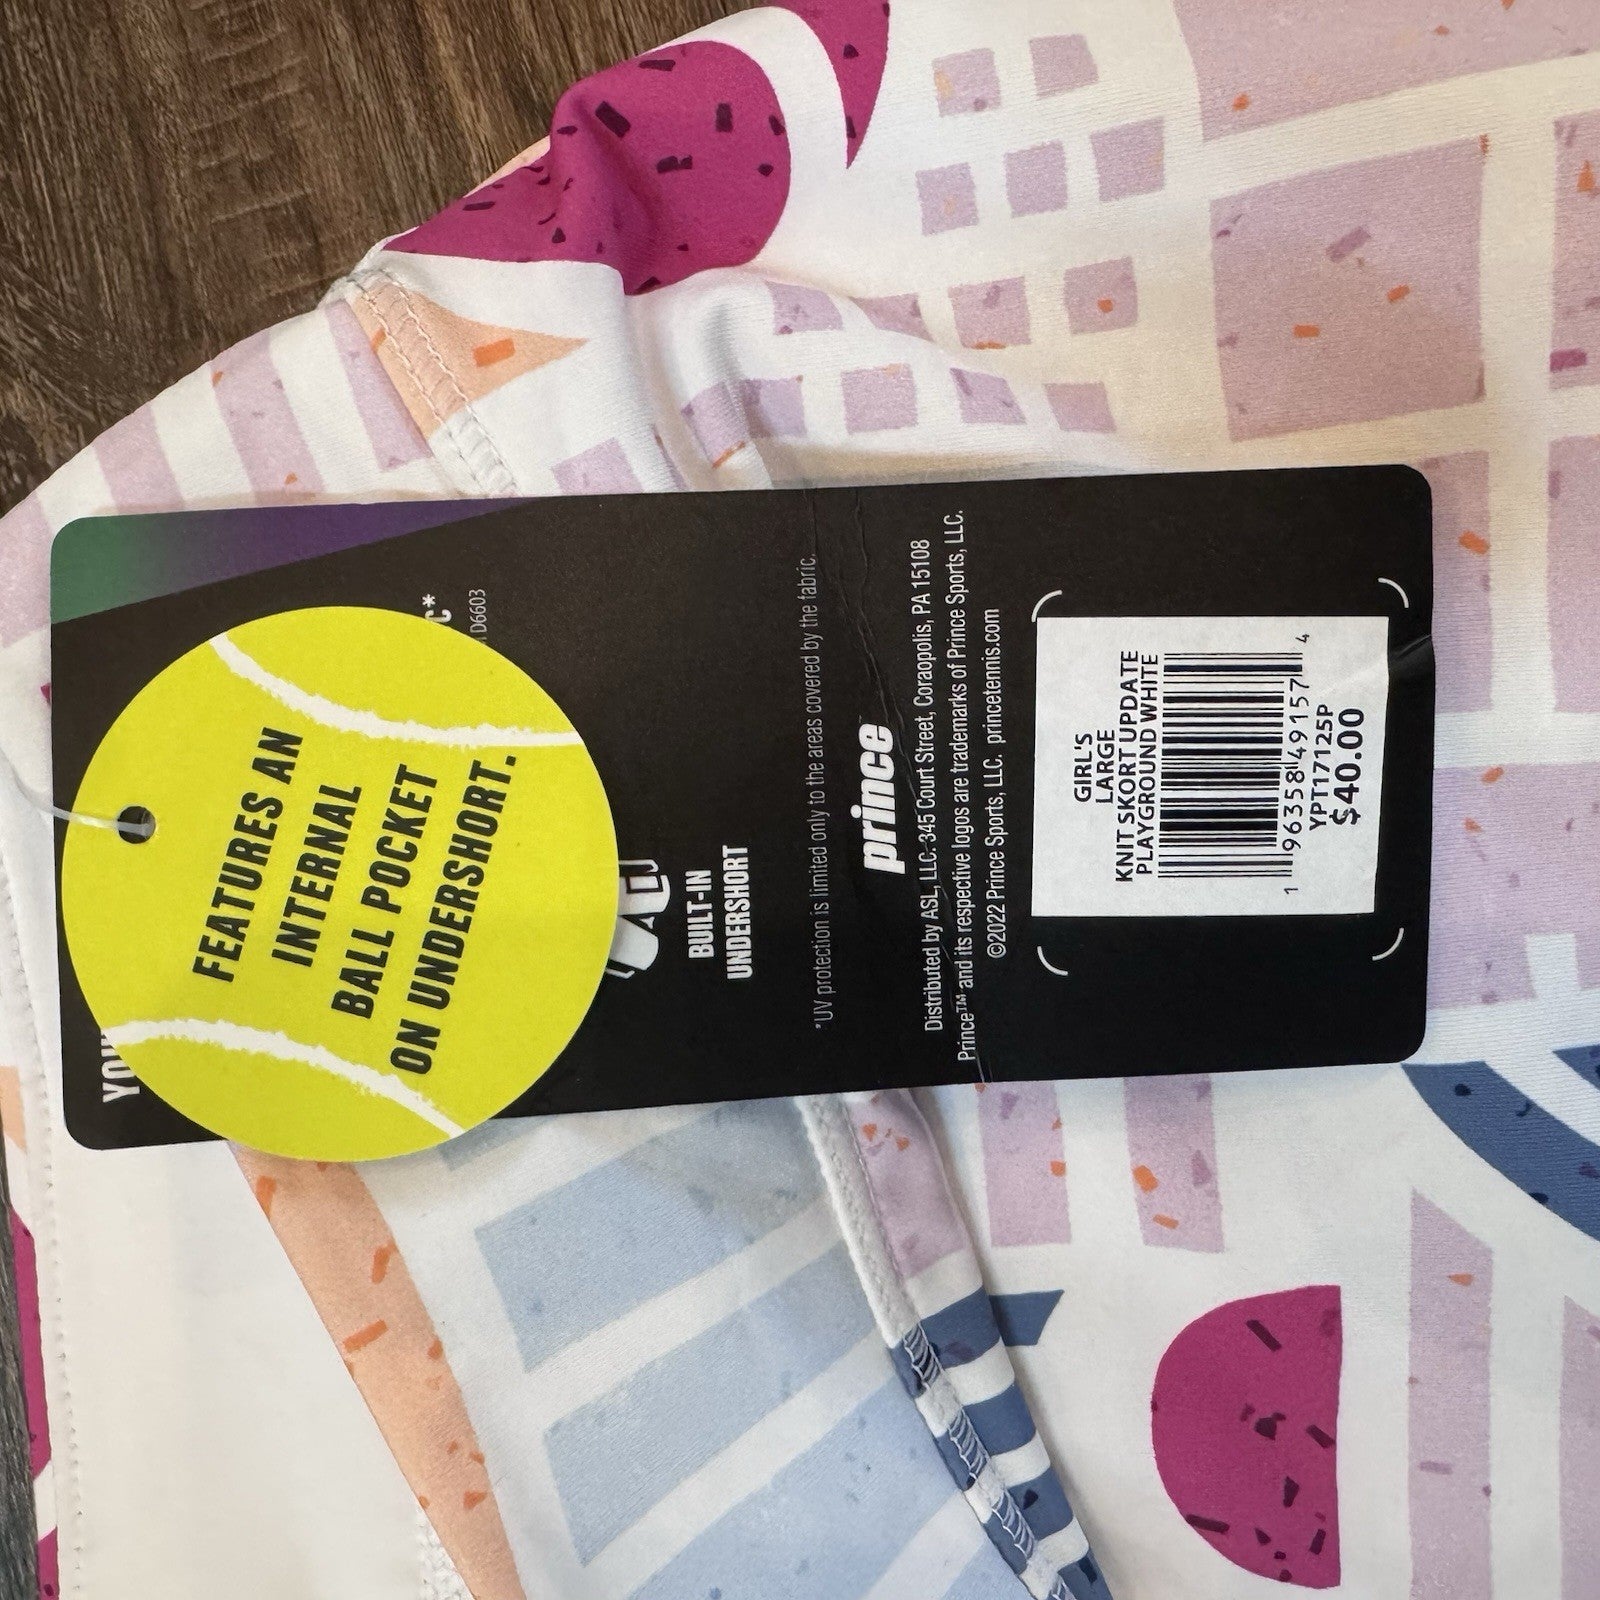 FEATURES AN
INTERNAL
BALL POCKET
ON UNDERSHORT.
BUILT-IN
UNDERSHORT
*UV protection is limited only to the areas covered by the fabric.
prince
Distributed by ASL, LLC. 345 Court Street, Coraopolis, PA 15108
Prince™ and its respective logos are trademarks of Prince Sports, LLC.
©2022 Prince Sports, LLC. princetennis.com
GIRL'S
LARGE
KNIT SKORT UPDATE
PLAYGROUND WHITE
1 96358 49157 4
YPT17125P
$40.00